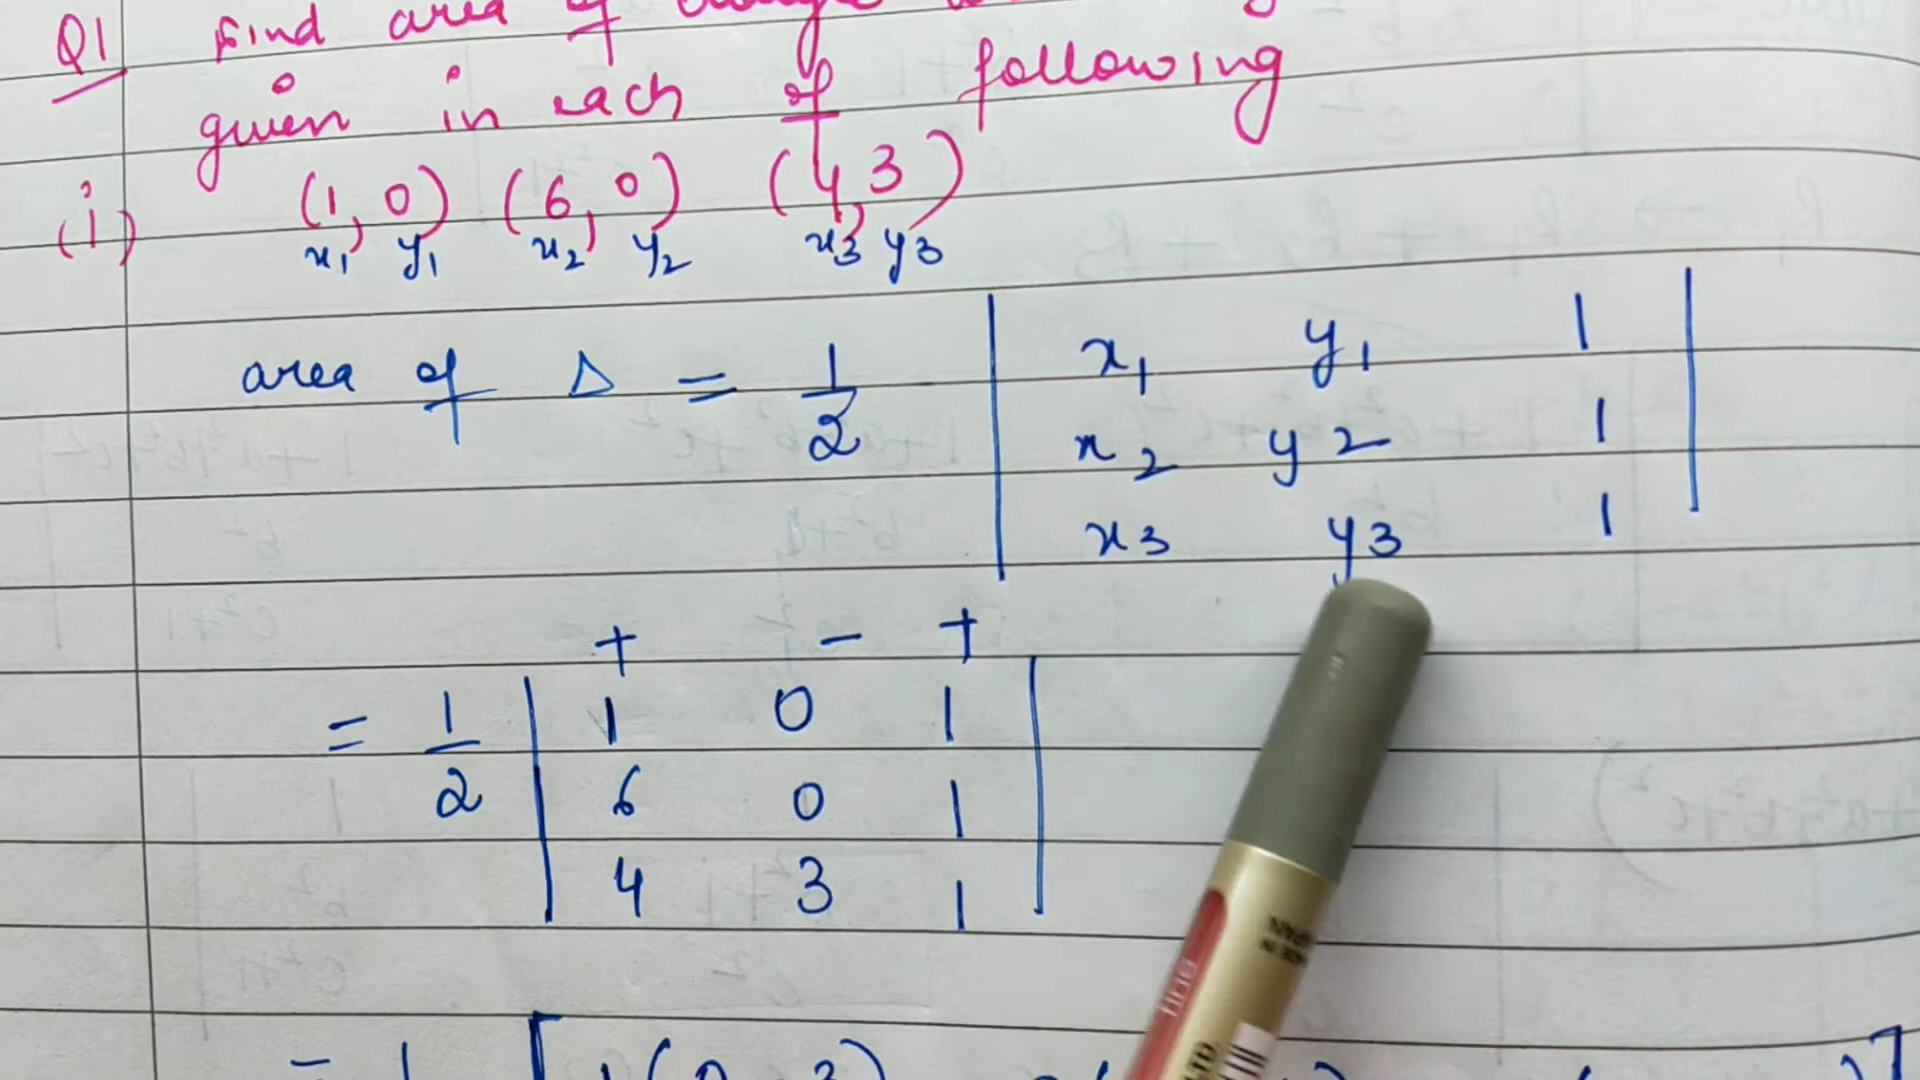 Q1 Find area of
given in each of following
(i) (1, 0) (6, 0) (4, 3)
x1 y1 x2 y2 x3 y3
area of Δ = 1/2 | x1 y1 1 |
| x2 y2 1 |
| x3 y3 1 |
+ - +
= 1/2 | 1 0 1 |
| 6 0 1 |
| 4 3 1 |